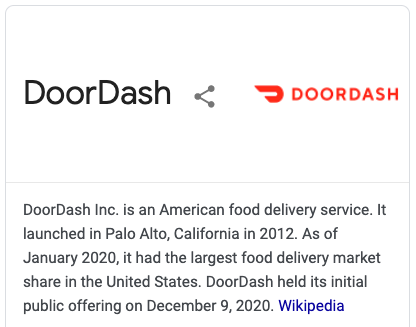 DoorDash
DOORDASH
DoorDash Inc. is an American food delivery service. It
launched in Palo Alto, California in 2012. As of
January 2020, it had the largest food delivery market
share in the United States. DoorDash held its initial
public offering on December 9, 2020. Wikipedia